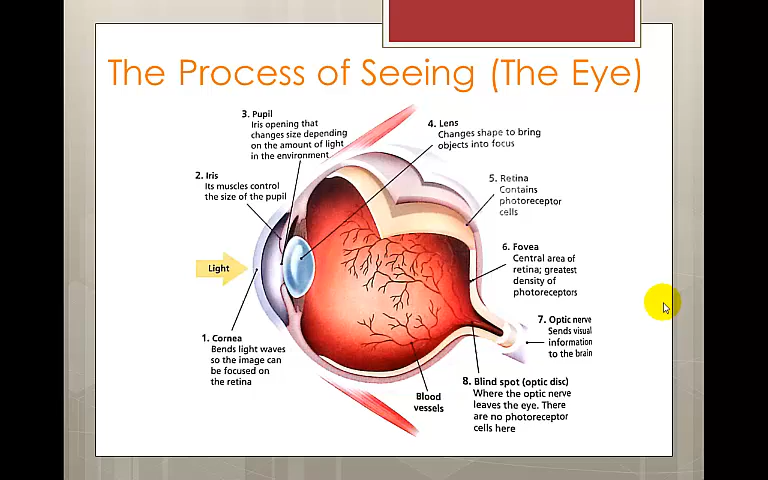 The Process of Seeing (The Eye)
3. Pupil
Iris opening that
changes size depending
on the amount of light
in the environment
4. Lens
Changes shape to bring
objects into focus
2. Iris
Its muscles control
the size of the pupil
5. Retina
Contains
photoreceptor
cells
Light
6. Fovea
Central area of
retina; greatest
density of
photoreceptors
1. Cornea
Bends light waves
so the image can
be focused on
the retina
7. Optic nerve
Sends visual
information
to the brain
Blood
vessels
8. Blind spot (optic disc)
Where the optic nerve
leaves the eye. There
are no photoreceptor
cells here